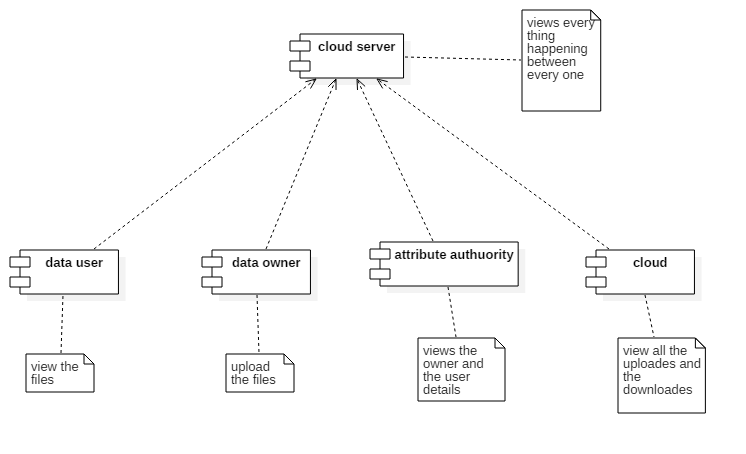 cloud server
views every
thing
happening
between
every one
data user
data owner
attribute authuority
cloud
view the
files
upload
the files
views the
owner and
the user
details
view all the
uploades and
the
downloades